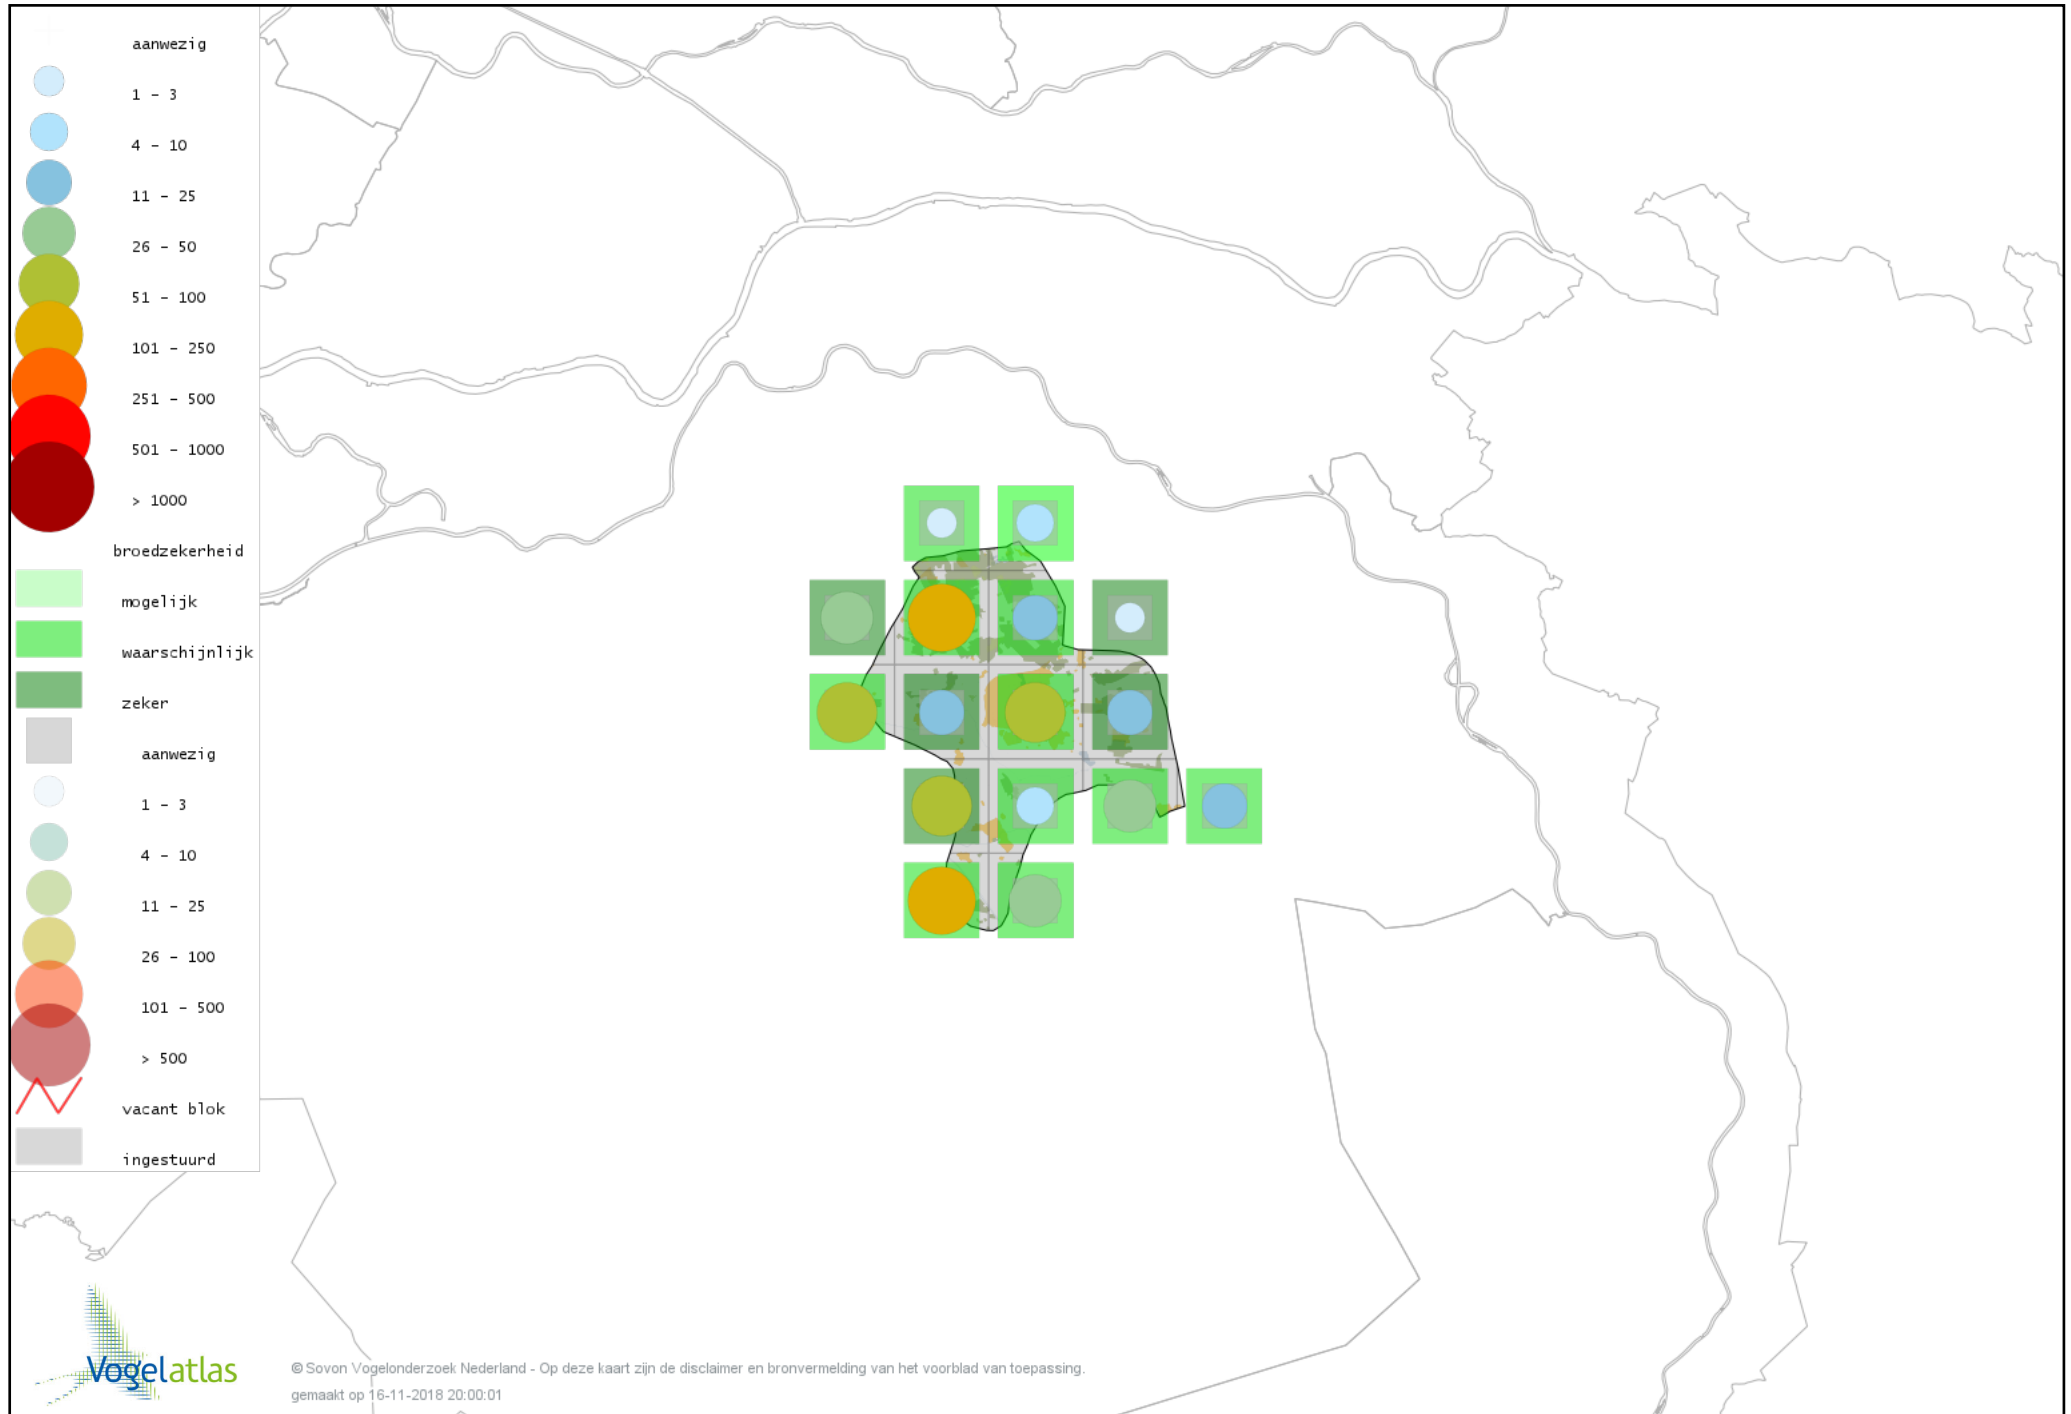 aanwezig
1 - 3
4 - 10
11 - 25
26 - 50
51 - 100
101 - 250
251 - 500
501 - 1000
> 1000
broedzekerheid
mogelijk
waarschijnlijk
zeker
aanwezig
1 - 3
4 - 10
11 - 25
26 - 100
101 - 500
> 500
vacant blok
ingestuurd
Vogelatlas
© Sovon Vogelonderzoek Nederland - Op deze kaart zijn de disclaimer en bronvermelding van het voorblad van toepassing.
gemaakt op 16-11-2018 20:00:01